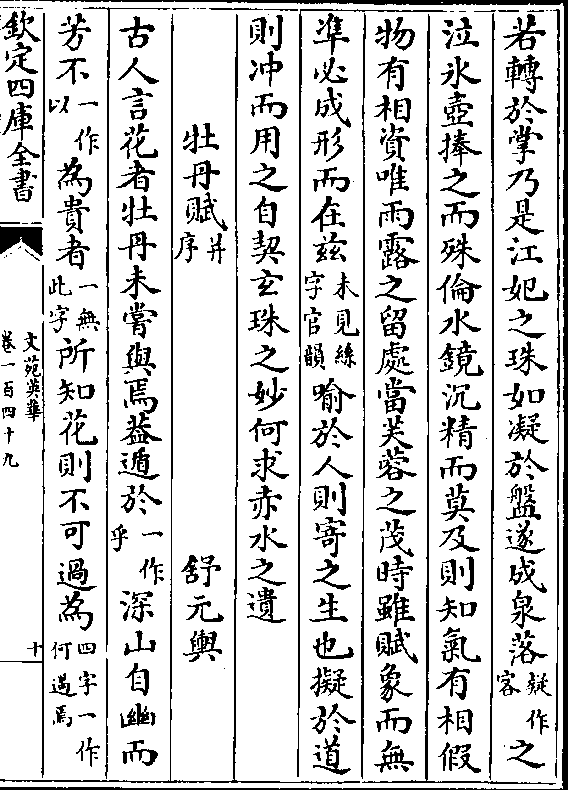 若轉於掌乃是江妃之珠如凝於盤遂成泉落疑作客之
泣氷壺捧之而殊倫水鏡沉精而莫及則知氣有相假
物有相資唯雨露之留處當芙蓉之茂時雖賦象而無
準必成形而在兹未見絲字官韻喻於人則寄之生也擬於道
則冲而用之自契玄珠之妙何求赤水之遺
牡丹賦并序 舒元輿
古人言花者牡丹未嘗與焉葢遁於一作乎深山自幽而
芳不一作以為貴者一無此字所知花則不可過為四字一作何遇焉
欽定四庫全書
文苑英華
卷一百四十九
十